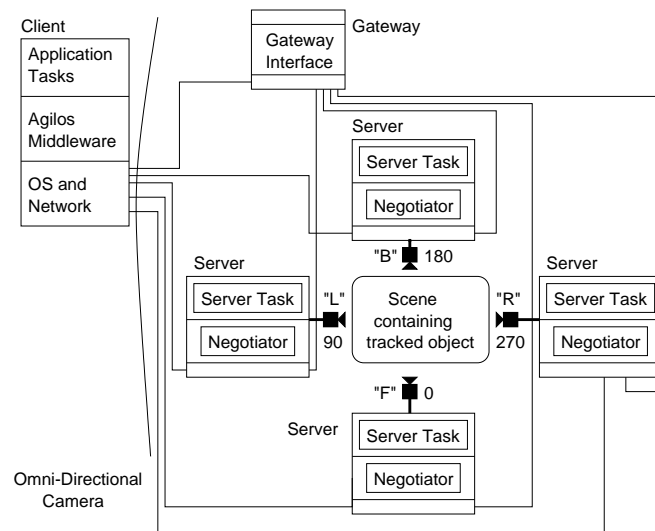 Client
Application
Tasks
Agilos
Middleware
OS and
Network
Gateway
Interface
Gateway
Server
Server Task
Negotiator
"B" 180
Server
Server Task
Negotiator
"L"
90
Scene
containing
tracked object
"R"
270
Server
Server Task
Negotiator
"F" 0
Server
Server Task
Negotiator
Omni-Directional
Camera